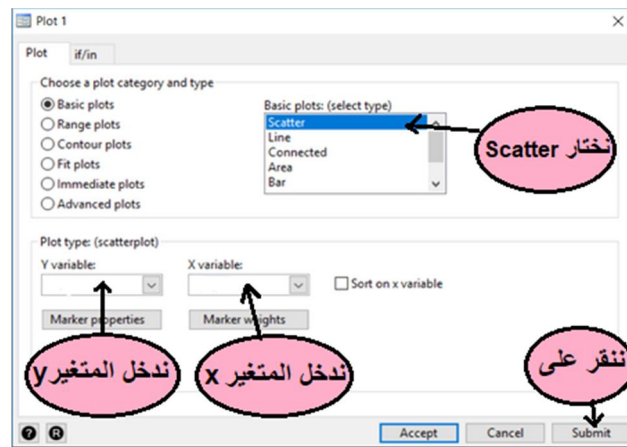 Plot 1
Plot
if/in
Choose a plot category and type
Basic plots
Range plots
Contour plots
Fit plots
Immediate plots
Advanced plots
Basic plots: (select type)
Scatter
Line
Connected
Area
Bar
نختار Scatter
Plot type: (scatterplot)
Y variable:
X variable:
Sort on x variable
Marker properties
Marker weights
ندخل المتغير y
ندخل المتغير x
ننقر على
? R
Accept
Cancel
Submit